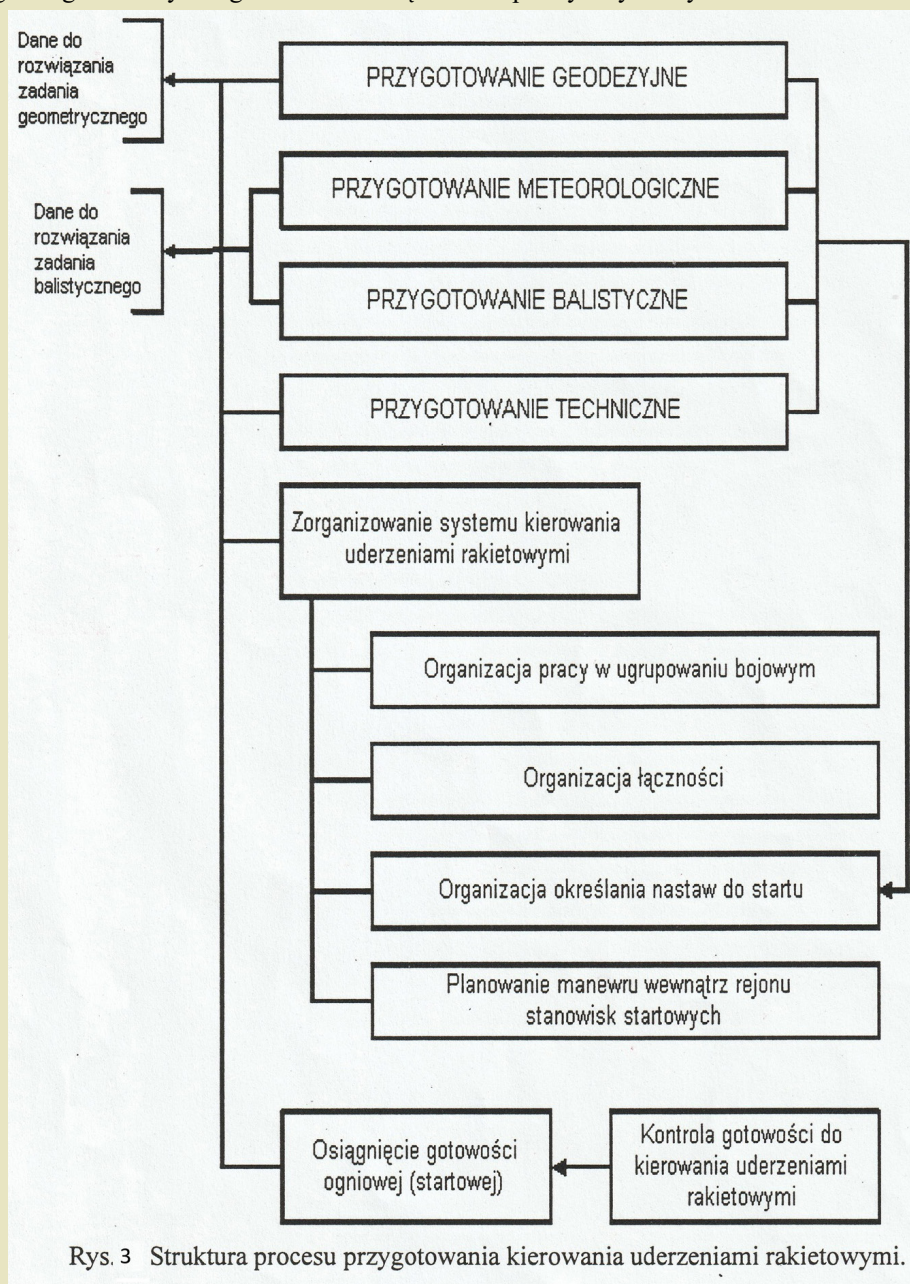 Dane do
rozwiązania
zadania
geometrycznego
PRZYGOTOWANIE GEODEZYJNE
PRZYGOTOWANIE METEOROLOGICZNE
Dane do
rozwiązania
zadania
balistycznego
PRZYGOTOWANIE BALISTYCZNE
PRZYGOTOWANIE TECHNICZNE
Zorganizowanie systemu kierowania
uderzeniami rakietowymi
Organizacja pracy w ugrupowaniu bojowym
Organizacja łączności
Organizacja określania nastaw do startu
Planowanie manewru wewnątrz rejonu
stanowisk startowych
Osiągnięcie gotowości
ogniowej (startowej)
Kontrola gotowości do
kierowania uderzeniami
rakietowymi
Rys. 3 Struktura procesu przygotowania kierowania uderzeniami rakietowymi.